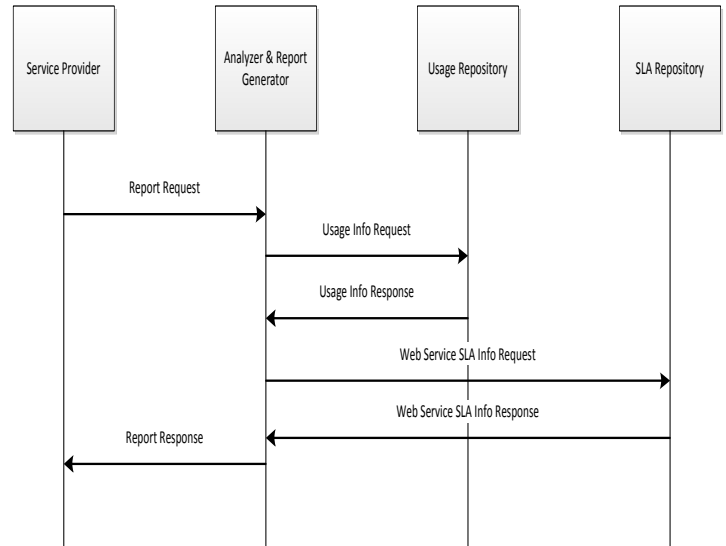 Service Provider
Analyzer & Report
Generator
Usage Repository
SLA Repository
Report Request
Usage Info Request
Usage Info Response
Web Service SLA Info Request
Web Service SLA Info Response
Report Response